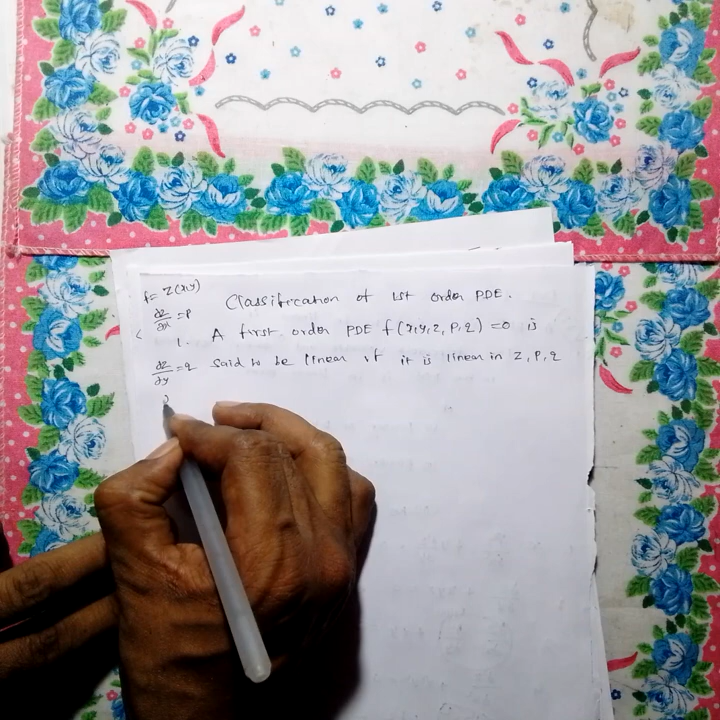 f= z(x,y)
Classification of 1st order PDE.
∂z/∂x = p
1. A first order PDE f(x,y,z,p,q) =0 is
∂z/∂y = q
said to be linear if it is linear in z, p, q